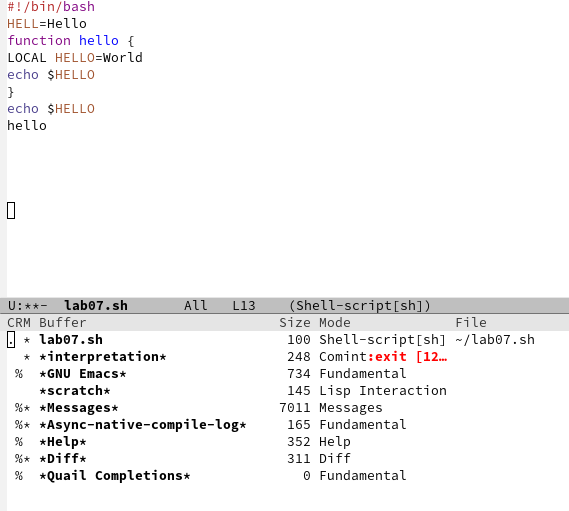 #!/bin/bash
HELL=Hello
function hello {
LOCAL HELLO=World
echo $HELLO
}
echo $HELLO
hello
U:**-  lab07.sh       All   L13    (Shell-script[sh])
CRM Buffer                Size Mode             File
.  * lab07.sh              100 Shell-script[sh] ~/lab07.sh
   * *interpretation*      248 Comint:exit [12…
 %  *GNU Emacs*            734 Fundamental
    *scratch*              145 Lisp Interaction
 %* *Messages*            7011 Messages
 %* *Async-native-compile-log*   165 Fundamental
 %  *Help*                 352 Help
 %* *Diff*                 311 Diff
 %  *Quail Completions*      0 Fundamental